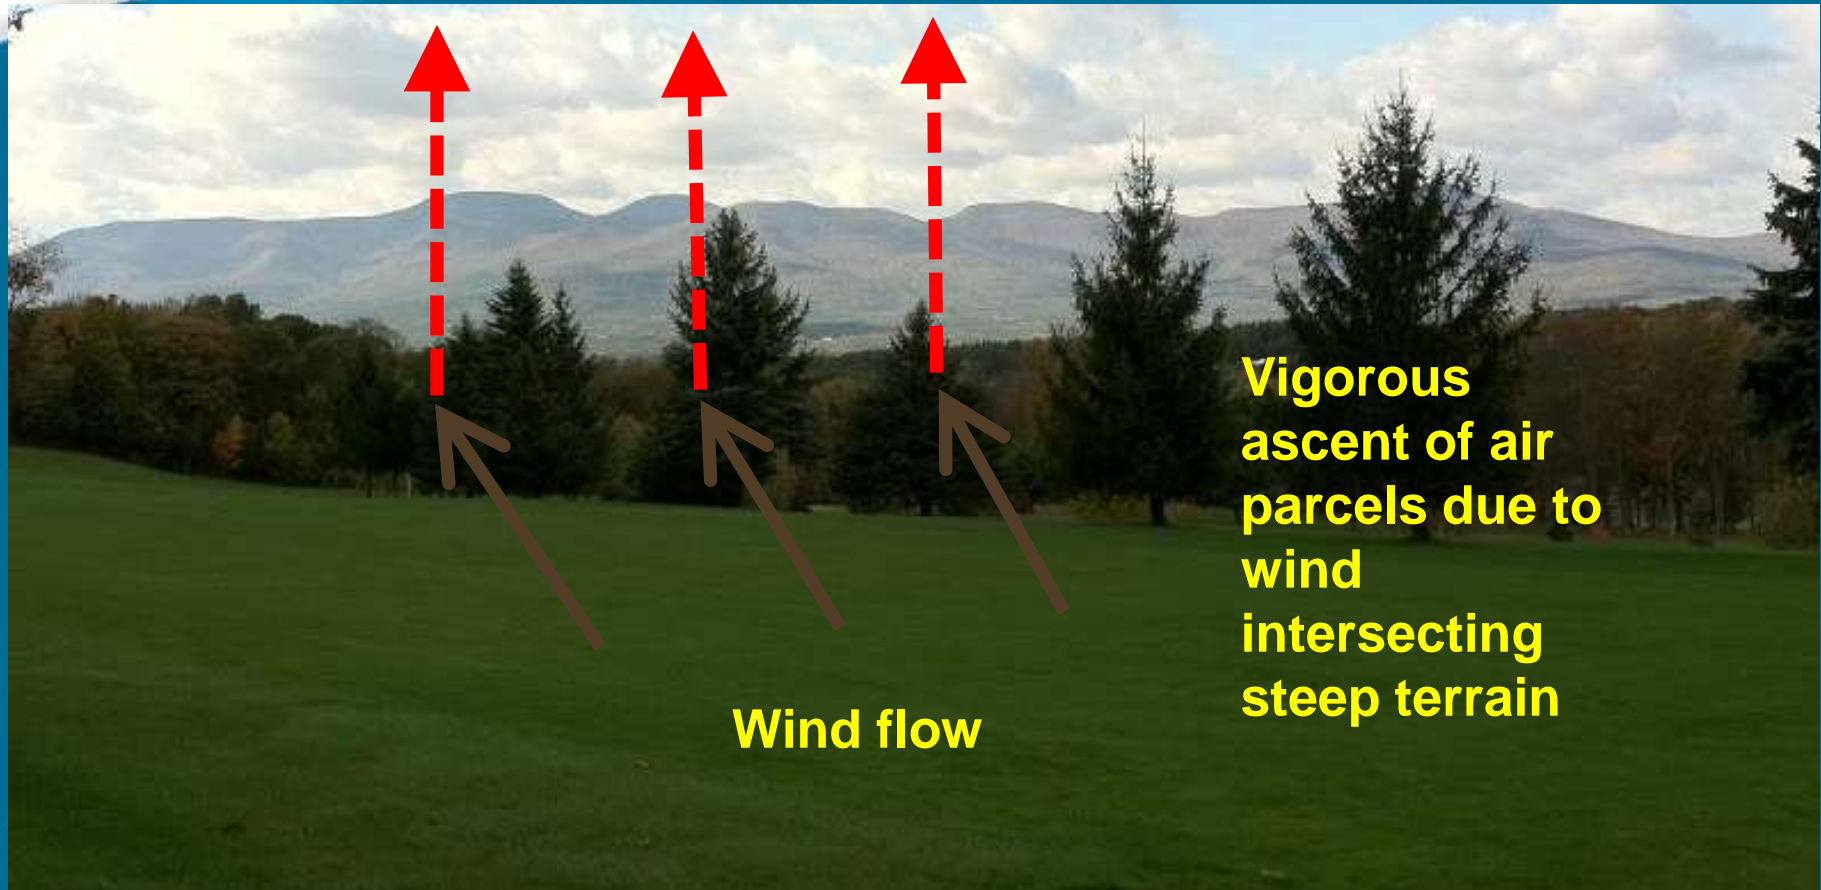 Vigorous
ascent of air
parcels due to
wind
intersecting
steep terrain
Wind flow